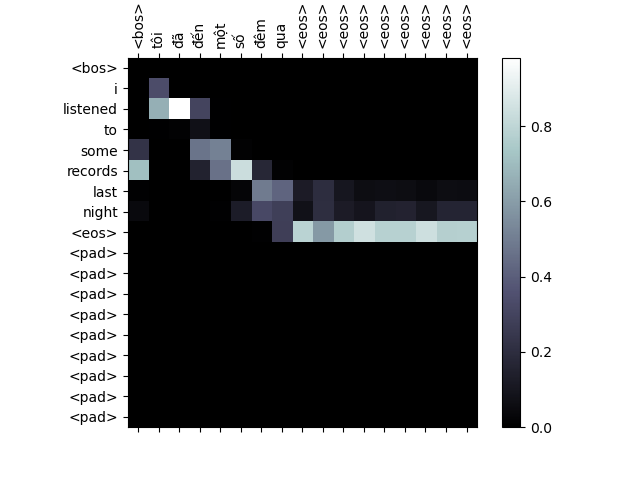 <bos> tôi đã đến một số đêm qua <eos> <eos> <eos> <eos> <eos> <eos> <eos> <eos> <eos>
<bos>
i
listened
to
some
records
last
night
<eos>
<pad>
<pad>
<pad>
<pad>
<pad>
<pad>
<pad>
<pad>
<pad>
0.8
0.6
0.4
0.2
0.0